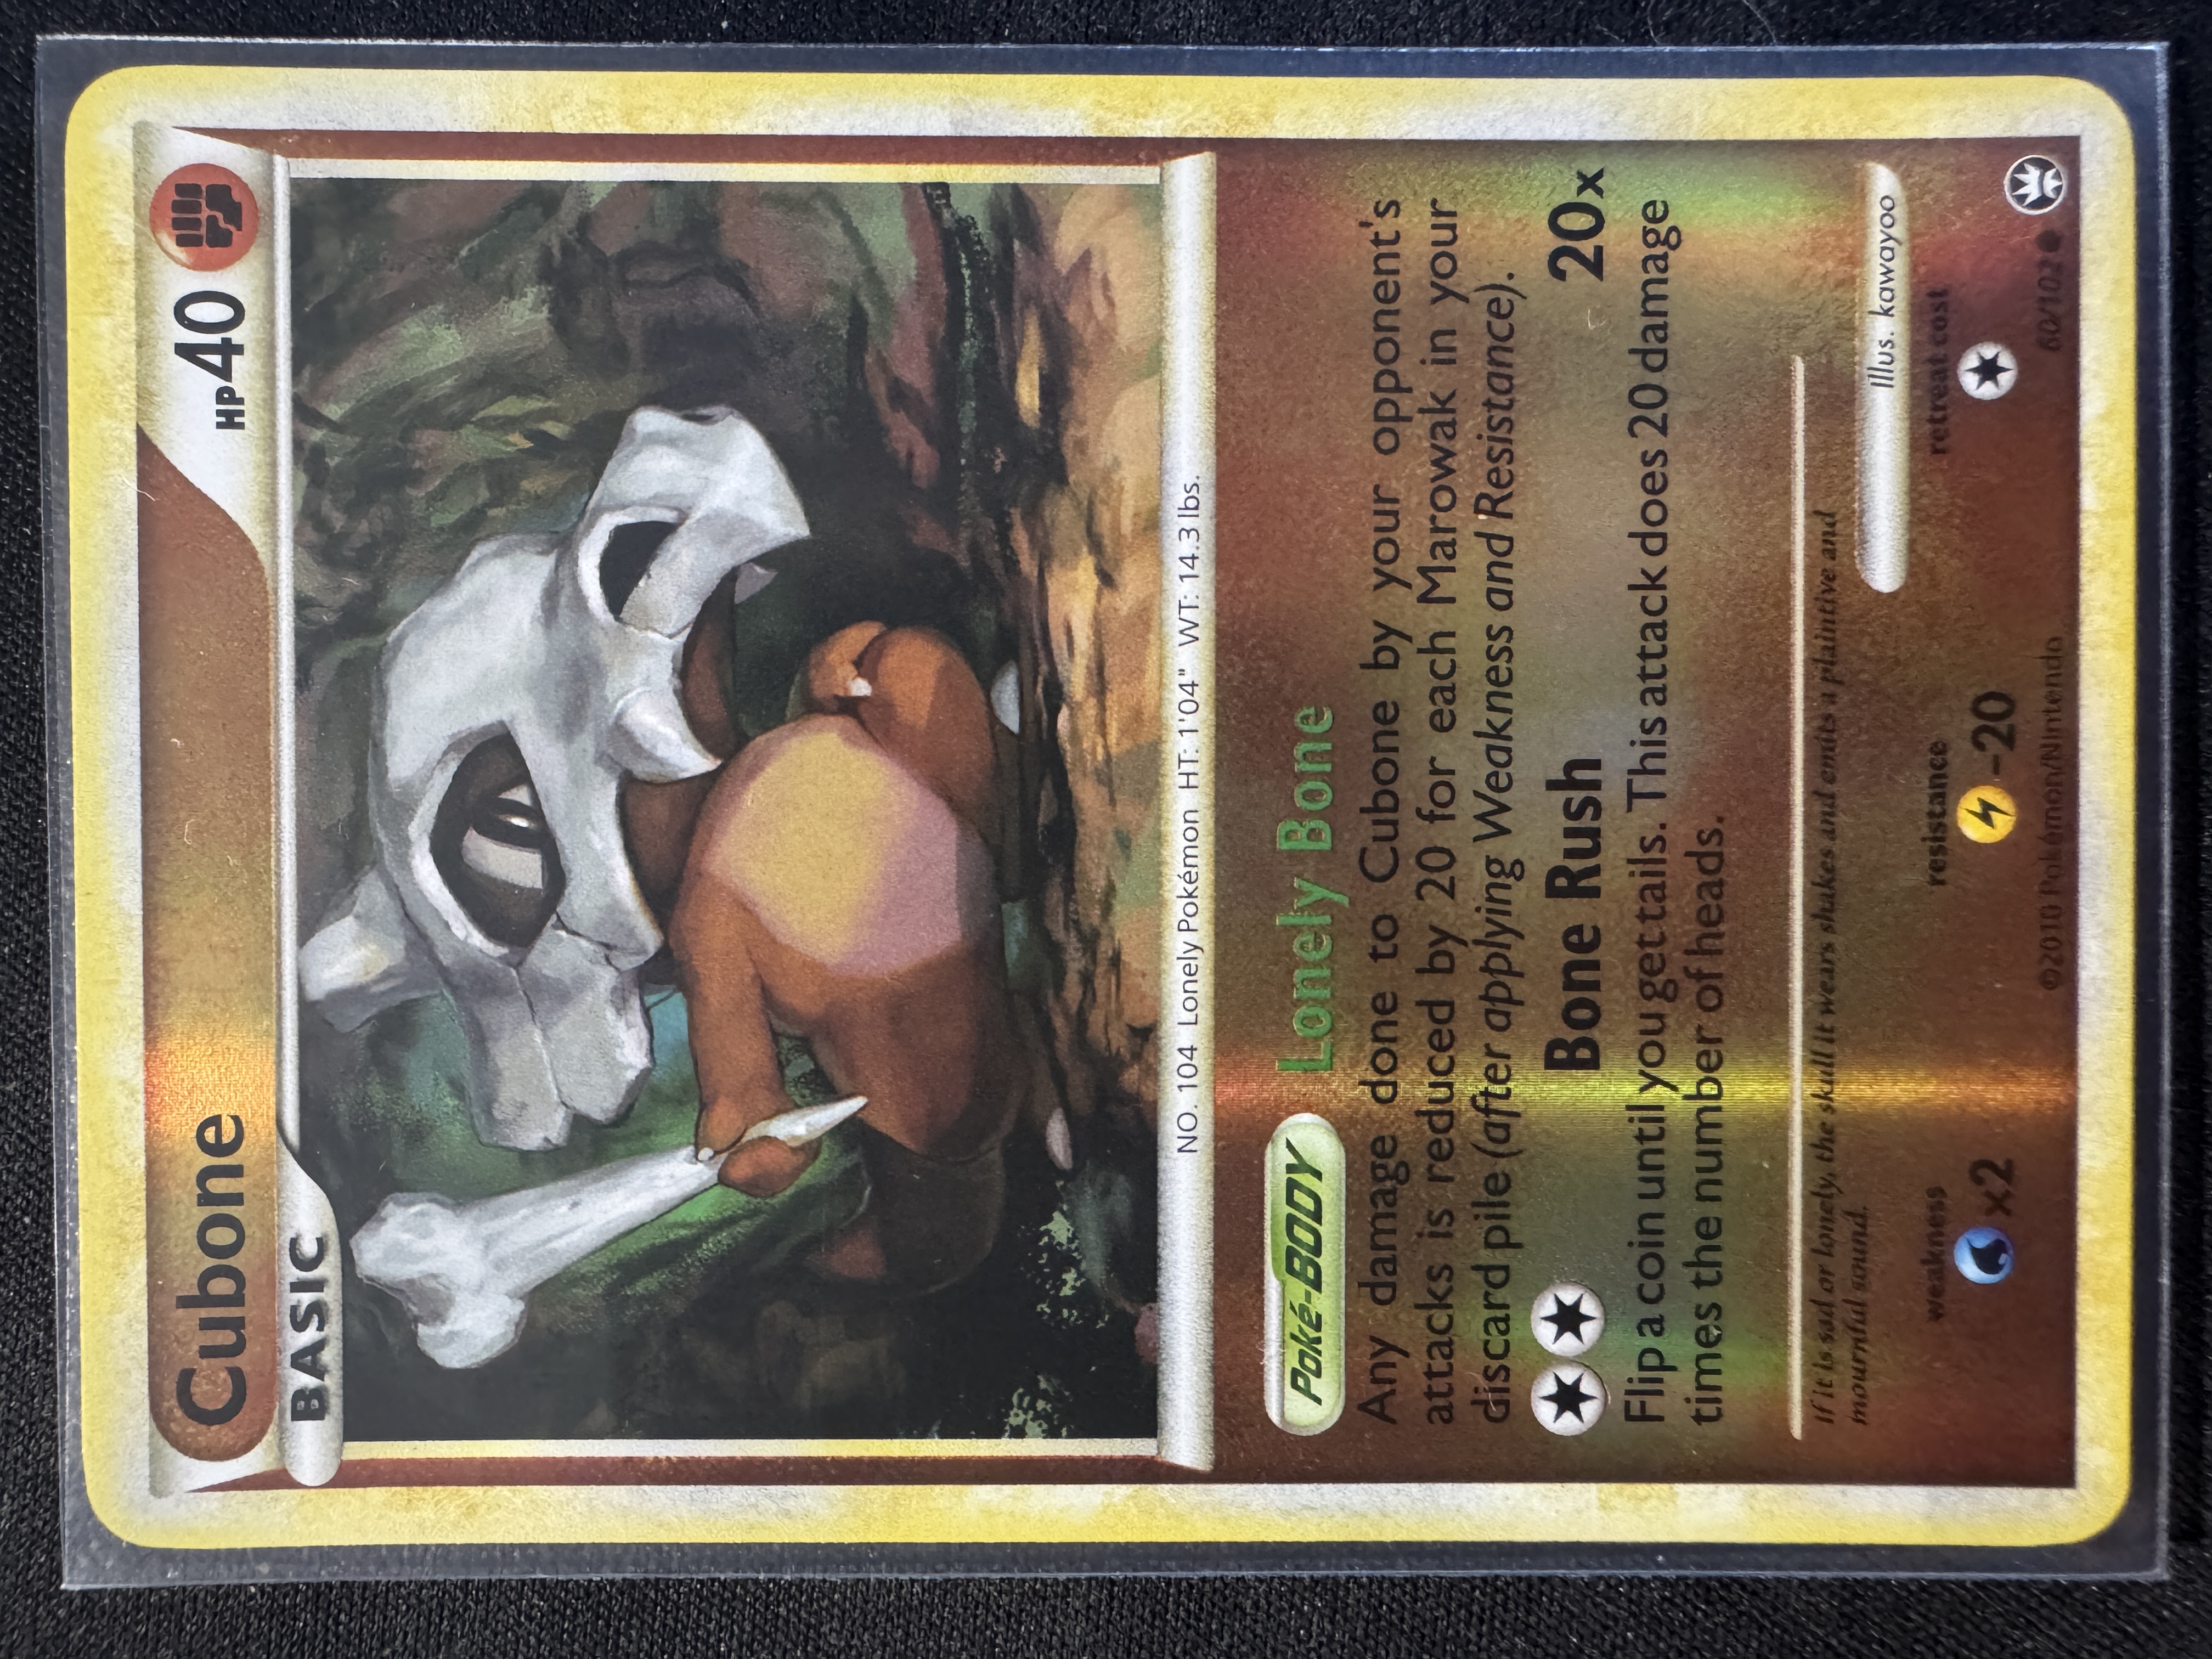 Cubone
HP 40
BASIC
NO. 104 Lonely Pokémon HT: 1'04" WT: 14.3 lbs.
Poké-BODY Lonely Bone
Any damage done to Cubone by your opponent's
attacks is reduced by 20 for each Marowak in your
discard pile (after applying Weakness and Resistance).
Bone Rush 20x
Flip a coin until you get tails. This attack does 20 damage
times the number of heads.
If it is sad or lonely, the skull it wears shakes and emits a plaintive and
mournful sound.
Illus. kawayoo
weakness resistance retreat cost
x2 -20
©2010 Pokémon/Nintendo 60/102